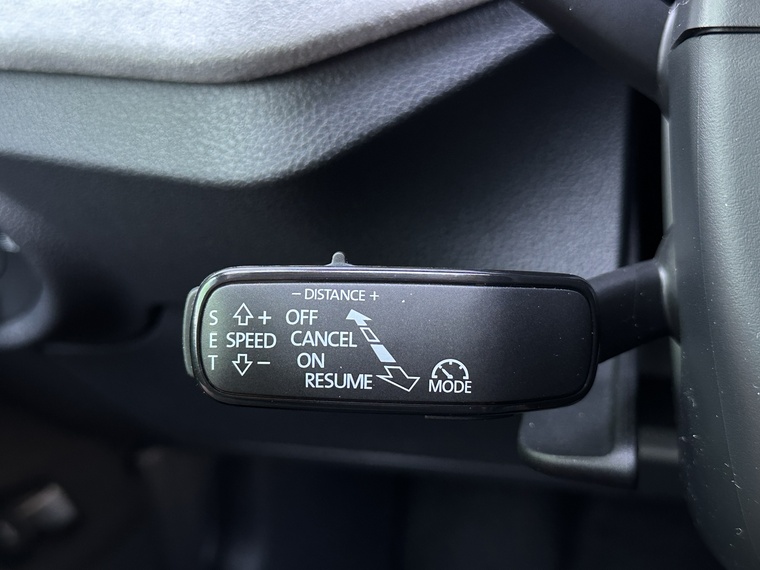 – DISTANCE +
S + OFF
E SPEED CANCEL
T – ON
RESUME MODE